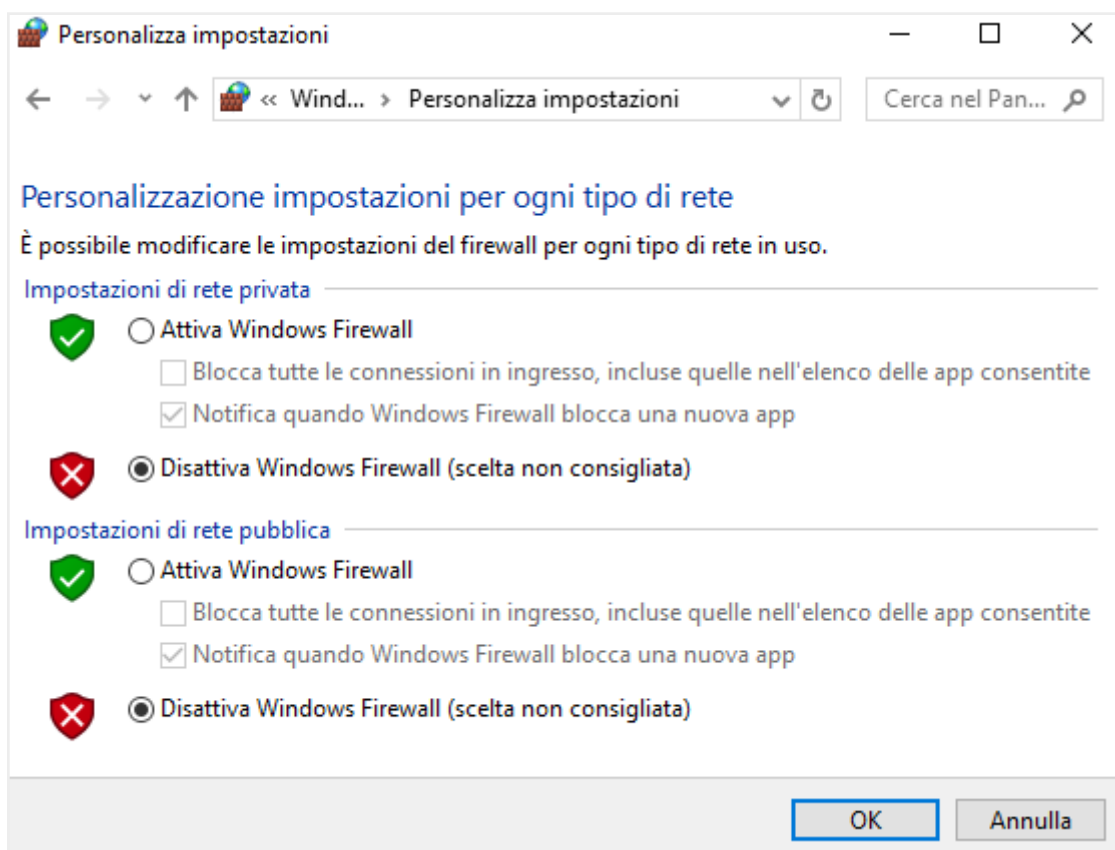 Personalizza impostazioni
« Wind... › Personalizza impostazioni
Cerca nel Pan...
Personalizzazione impostazioni per ogni tipo di rete
È possibile modificare le impostazioni del firewall per ogni tipo di rete in uso.
Impostazioni di rete privata
Attiva Windows Firewall
Blocca tutte le connessioni in ingresso, incluse quelle nell'elenco delle app consentite
Notifica quando Windows Firewall blocca una nuova app
Disattiva Windows Firewall (scelta non consigliata)
Impostazioni di rete pubblica
Attiva Windows Firewall
Blocca tutte le connessioni in ingresso, incluse quelle nell'elenco delle app consentite
Notifica quando Windows Firewall blocca una nuova app
Disattiva Windows Firewall (scelta non consigliata)
OK
Annulla